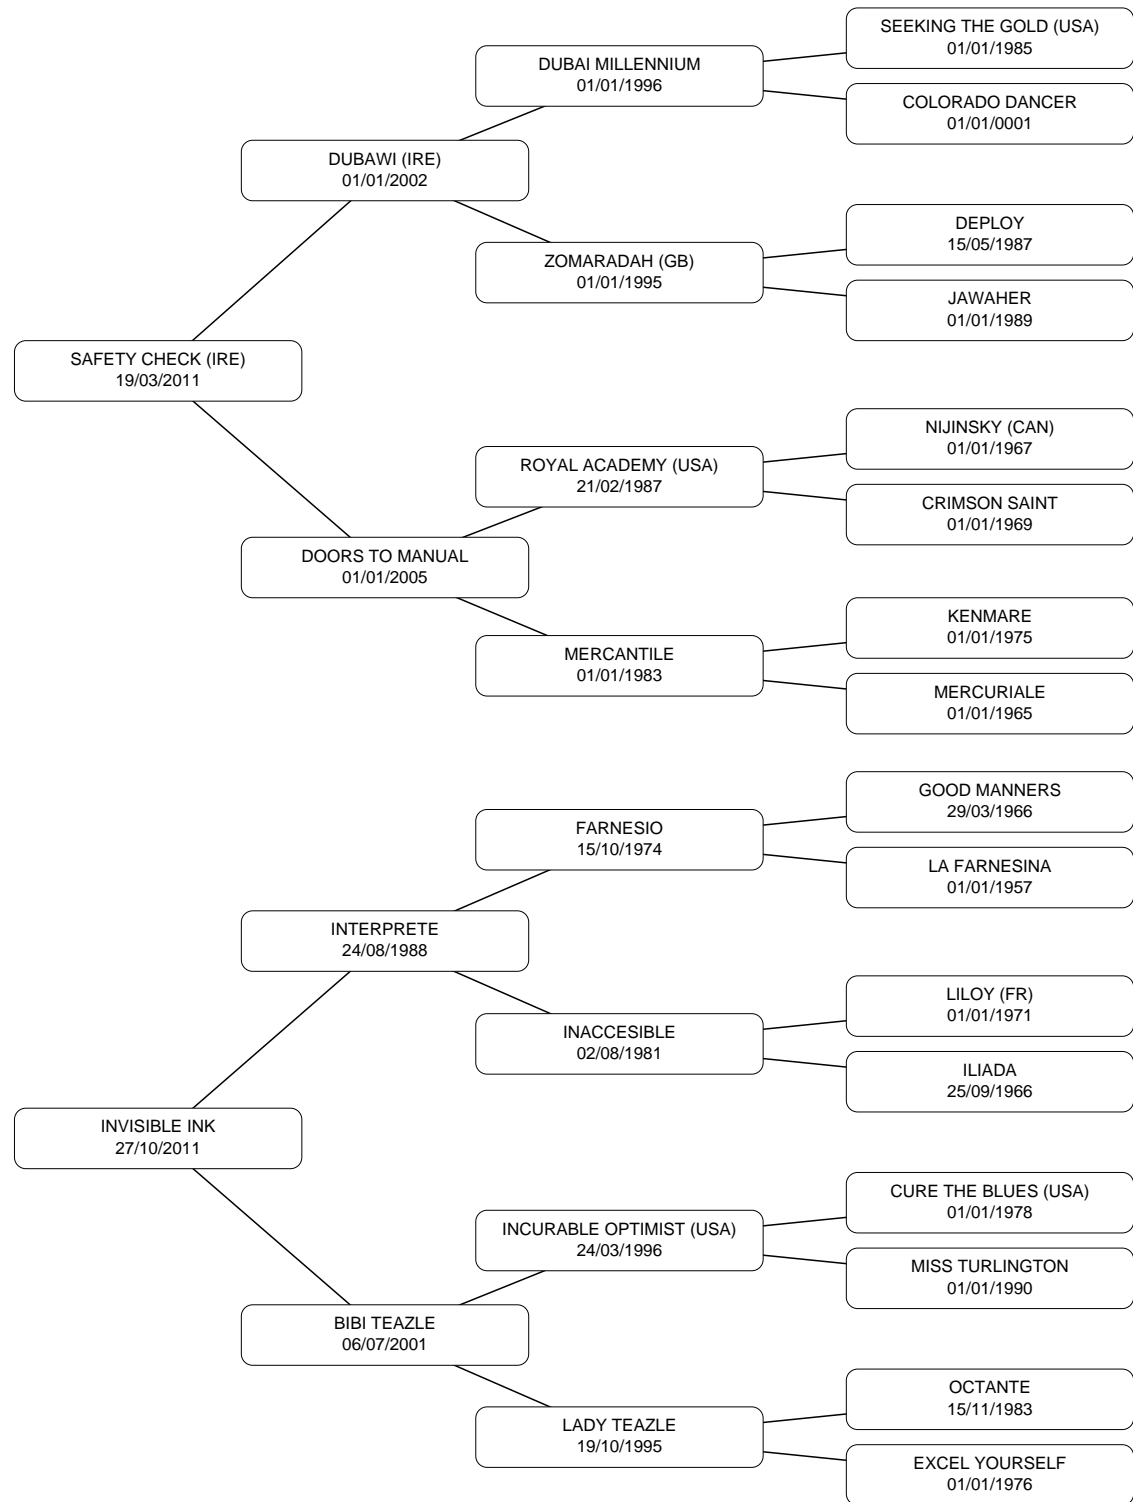 SEEKING THE GOLD (USA)
01/01/1985
DUBAI MILLENNIUM
01/01/1996
COLORADO DANCER
01/01/0001
DUBAWI (IRE)
01/01/2002
DEPLOY
15/05/1987
ZOMARADAH (GB)
01/01/1995
JAWAHER
01/01/1989
SAFETY CHECK (IRE)
19/03/2011
NIJINSKY (CAN)
01/01/1967
ROYAL ACADEMY (USA)
21/02/1987
CRIMSON SAINT
01/01/1969
DOORS TO MANUAL
01/01/2005
KENMARE
01/01/1975
MERCANTILE
01/01/1983
MERCURIALE
01/01/1965
GOOD MANNERS
29/03/1966
FARNESIO
15/10/1974
LA FARNESINA
01/01/1957
INTERPRETE
24/08/1988
LILOY (FR)
01/01/1971
INACCESIBLE
02/08/1981
ILIADA
25/09/1966
INVISIBLE INK
27/10/2011
CURE THE BLUES (USA)
01/01/1978
INCURABLE OPTIMIST (USA)
24/03/1996
MISS TURLINGTON
01/01/1990
BIBI TEAZLE
06/07/2001
OCTANTE
15/11/1983
LADY TEAZLE
19/10/1995
EXCEL YOURSELF
01/01/1976